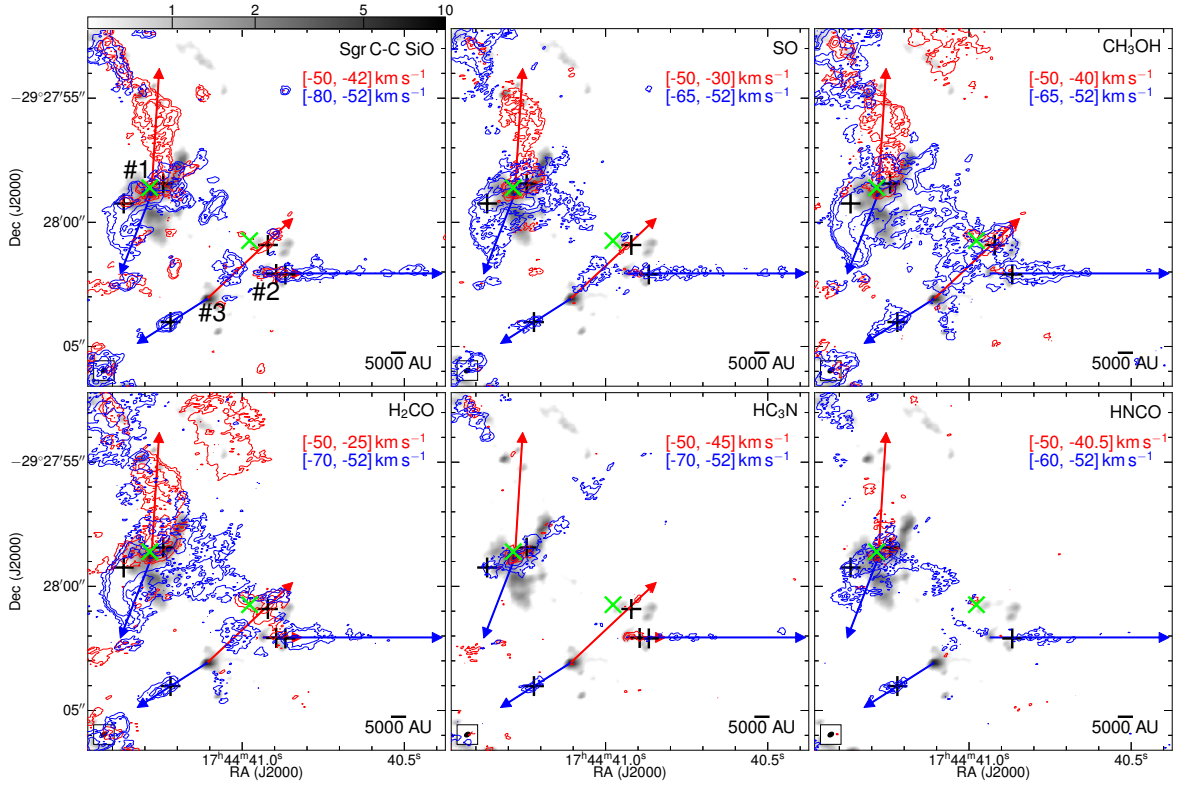 1 2 5 10
Sgr C-C SiO
[-50, -42] km s⁻¹
[-80, -52] km s⁻¹
#1
#2
#3
5000 AU
SO
[-50, -30] km s⁻¹
[-65, -52] km s⁻¹
5000 AU
CH₃OH
[-50, -40] km s⁻¹
[-65, -52] km s⁻¹
5000 AU
−29°27′55″
28′00″
05″
Dec (J2000)
H₂CO
[-50, -25] km s⁻¹
[-70, -52] km s⁻¹
5000 AU
HC₃N
[-50, -45] km s⁻¹
[-70, -52] km s⁻¹
5000 AU
HNCO
[-50, -40.5] km s⁻¹
[-60, -52] km s⁻¹
5000 AU
−29°27′55″
28′00″
05″
Dec (J2000)
17ʰ44ᵐ41.0ˢ 40.5ˢ
RA (J2000)
17ʰ44ᵐ41.0ˢ 40.5ˢ
RA (J2000)
17ʰ44ᵐ41.0ˢ 40.5ˢ
RA (J2000)